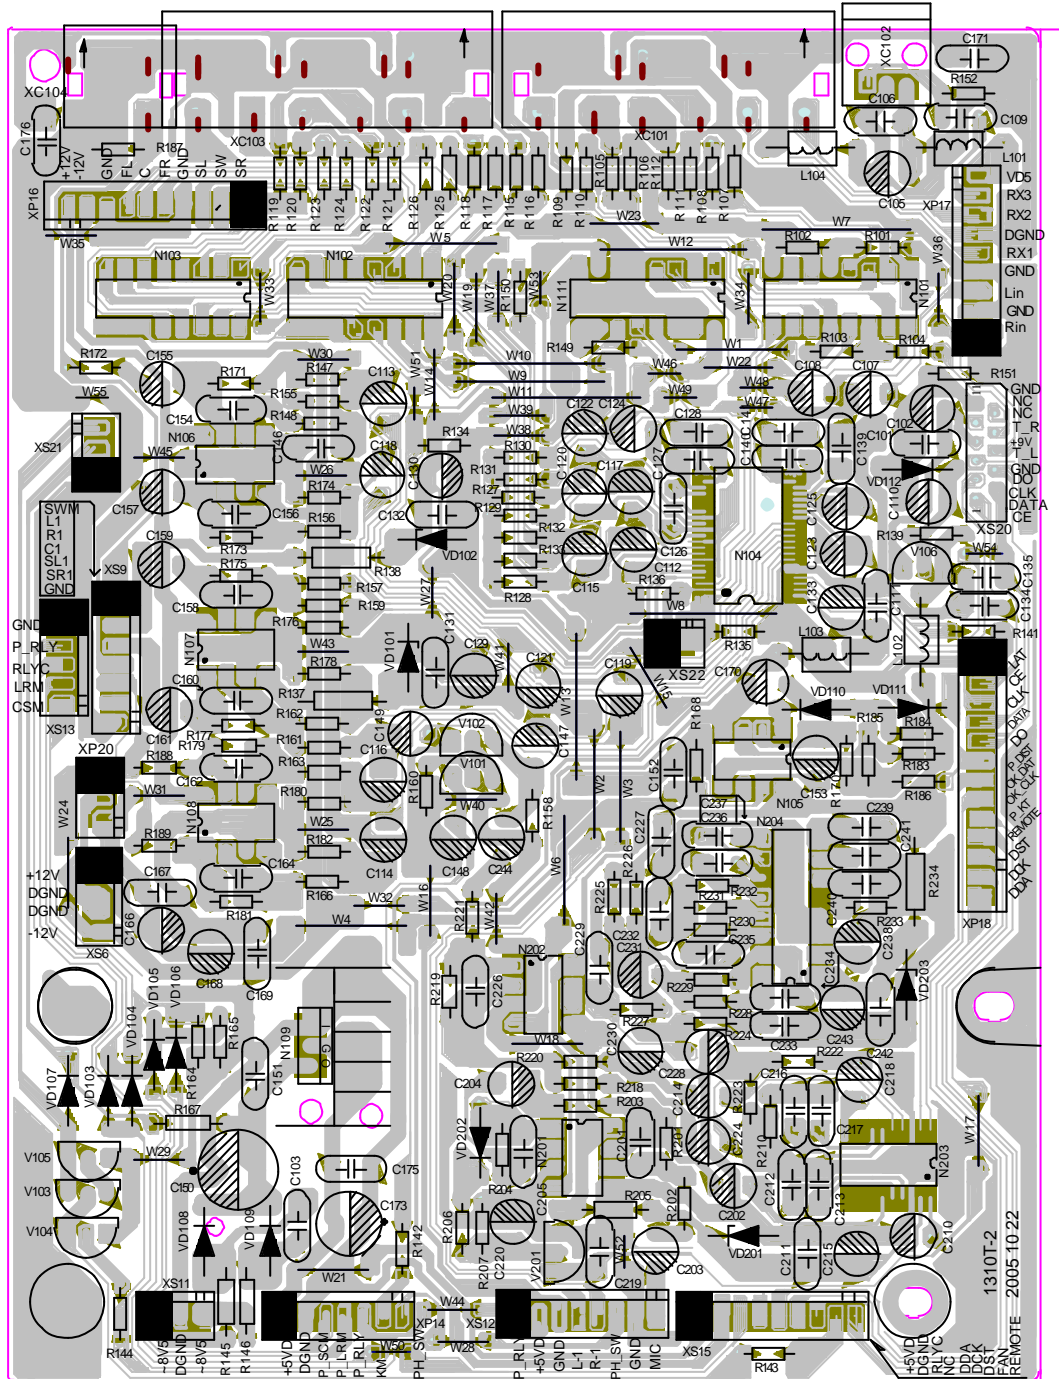 XC104
XC103
XC101
XC102
C171
R152
C106
C109
C176
+12V
-12V
GND
FL
C
FR
R187
GND
SL
SW
SR
XP16
R119
R120
R123
R124
R122
R121
R126
R125
R118
R117
R115
R116
R109
R110
R105
R106
R112
R111
R108
R107
L104
C105
L101
XP17
VD5
RX3
RX2
DGND
RX1
GND
Lin
GND
Rin
W35
N103
W33
N102
W5
W20
W19
W37
R150
W53
W23
N111
W12
W34
W7
R102
R101
N101
W36
R172
C155
R171
W30
R147
C113
W51
W14
W10
W9
R149
W1
W46
W22
R103
R104
R151
W55
C154
R155
R148
W11
W39
W38
W49
W48
W47
C108
C107
C102
C101
GND
NC
NC
T_R
+9V
T_L
GND
DO
CLK
DATA
CE
XS20
XS21
W45
N106
C146
C118
C130
R134
R130
C122
C124
C120
C117
C127
C128
C140
C139
VD112
C110
C157
C156
W26
R174
C132
VD102
R131
R127
R129
R132
R133
R128
C115
C112
C126
R136
N104
C125
C123
C133
C111
R139
V106
W54
C135
C134
R141
SWM
L1
R1
C1
SL1
SR1
GND
XS9
C159
R173
R175
C158
R156
R138
R157
R159
R176
W27
W8
R135
L103
L102
GND
P_RLY
RLYC
LRM
CSM
XS13
XP20
N107
W43
R178
R137
R162
R161
R163
R180
VD101
C131
C129
W41
C121
W13
C119
XS22
W15
C170
VD110
VD111
LAT
CE
CLK
DATA
DO
P_DST
OK_DAT
OK_CLK
P_KT
REMOTE
DST
DCK
DDA
XP18
C160
C161
R177
R179
C162
R188
W31
C149
C116
V102
V101
R160
W40
C147
W2
W3
C152
R168
N105
C153
R170
R185
R184
R183
R186
W24
R189
N108
W25
R182
C114
C148
C244
R158
C227
C237
C236
N204
C239
C241
R234
+12V
DGND
DGND
-12V
XS6
C167
C166
C164
R166
R181
W4
W32
W16
R221
W42
W6
R225
R226
C232
C231
R232
R231
R230
C235
C240
R233
C238
C168
C169
VD105
VD106
N109
I G O
R219
C226
N202
C229
R229
R227
R228
R224
C233
C234
C243
C242
VD203
VD104
R165
R164
C151
W18
R220
C230
C228
R222
C218
VD107
VD103
R167
C204
R218
R203
C214
R223
C216
C217
W17
V105
V103
V104
W29
C150
C103
C175
C173
VD202
N201
R204
C205
C201
R201
C224
R210
C212
C213
N203
VD108
VD109
W21
R142
R206
R207
C220
V201
R205
W52
C219
R202
C202
C203
VD201
C211
C215
C210
1310T-2
2005 10 22
R144
XS11
~8V5
DGND
~8V5
R145
R146
+5VD
DGND
P_SCM
P_LRM
P_RLY
KM
W50
PH_SW
W44
XP14
W28
XS12
P_RLY
+5VD
GND
L-1
R-1
PH_SW
GND
MIC
XS15
R143
+5VD
DGND
RLYC
NC
DDA
DCK
DST
FAN
REMOTE